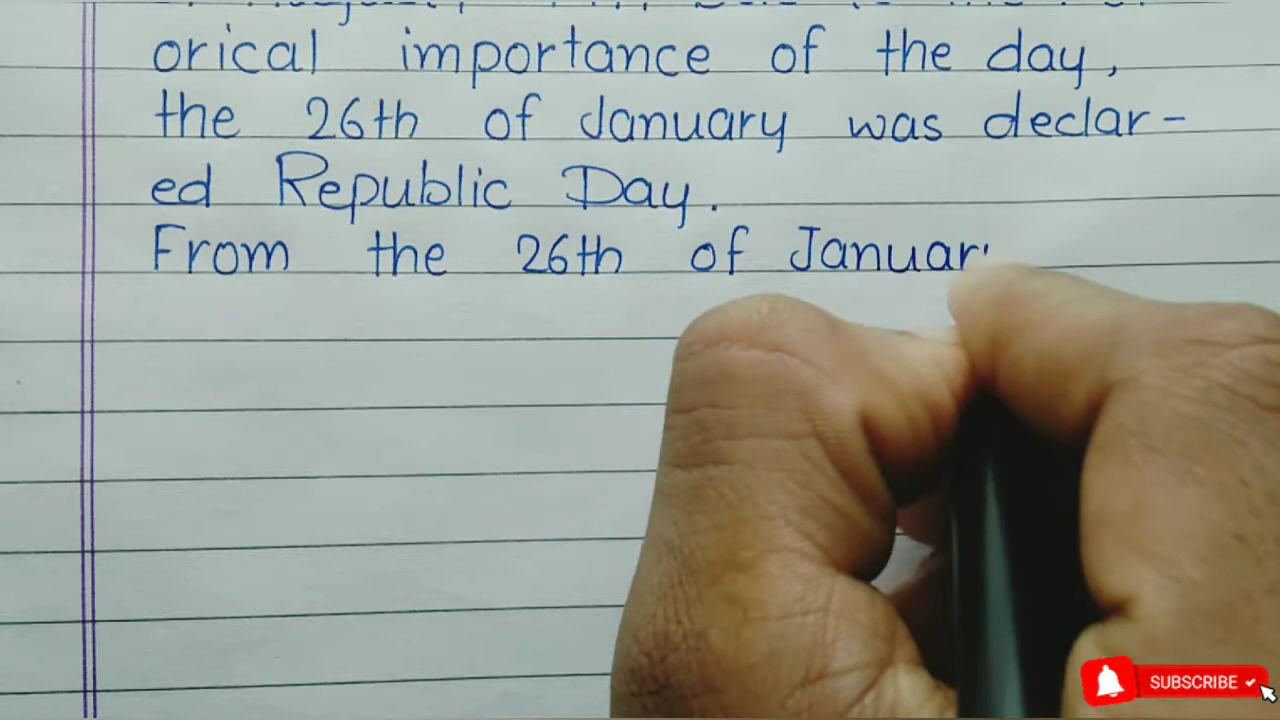 orical importance of the day,
the 26th of January was declar-
ed Republic Day.
From the 26th of Januar
SUBSCRIBE